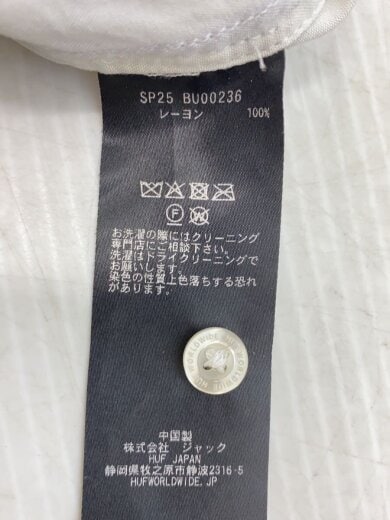 SP25 BU00236
レーヨン 100%
F W
お洗濯の際にはクリーニング
専門店にご相談下さい。
洗濯はドライクリーニングで
お願いします。
染色の性質上色落ちする恐れ
があります。
HUF WORLDWIDE HUF WORLDWIDE
中国製
株式会社 ジャック
HUF JAPAN
静岡県牧之原市静波2316-5
HUFWORLDWIDE.JP